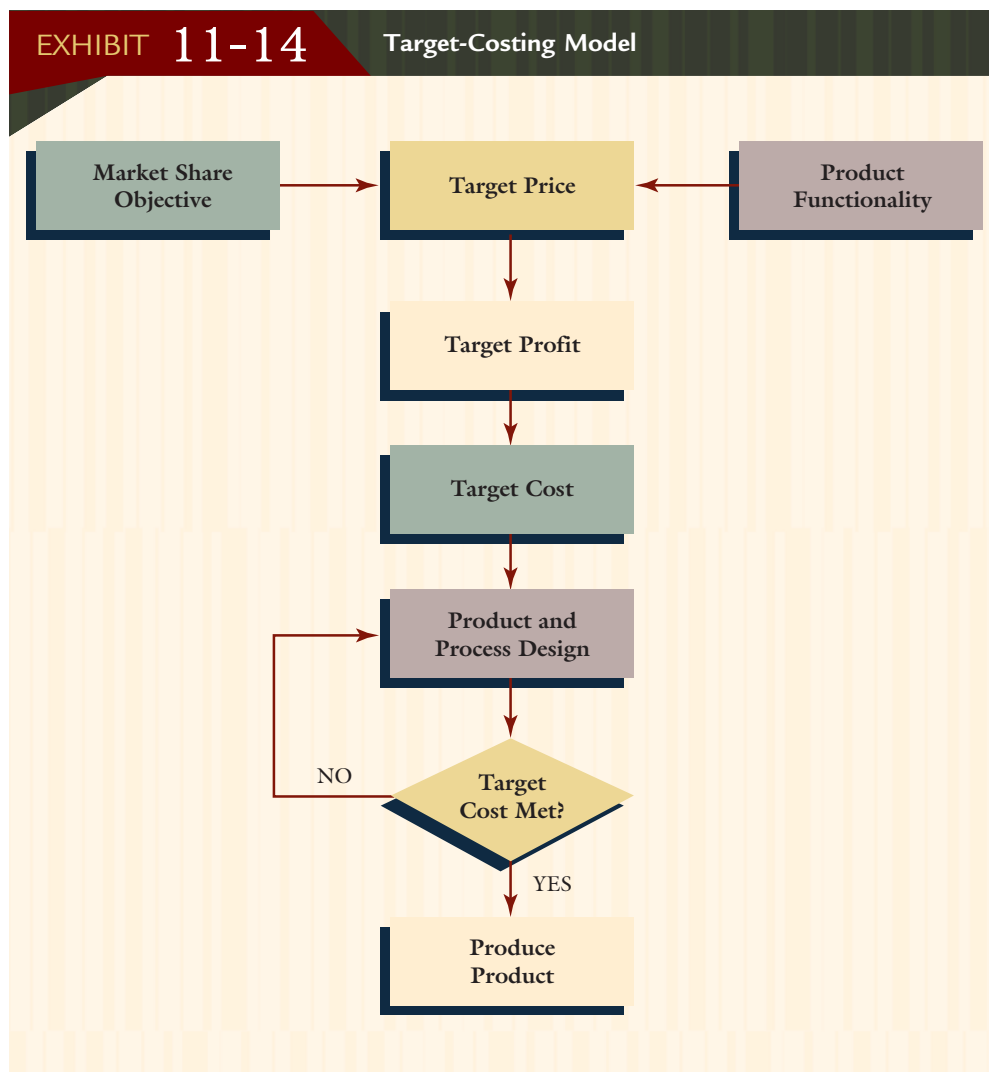 EXHIBIT 11-14 Target-Costing Model
Market Share
Objective
Target Price
Product
Functionality
Target Profit
Target Cost
Product and
Process Design
NO
Target
Cost Met?
YES
Produce
Product